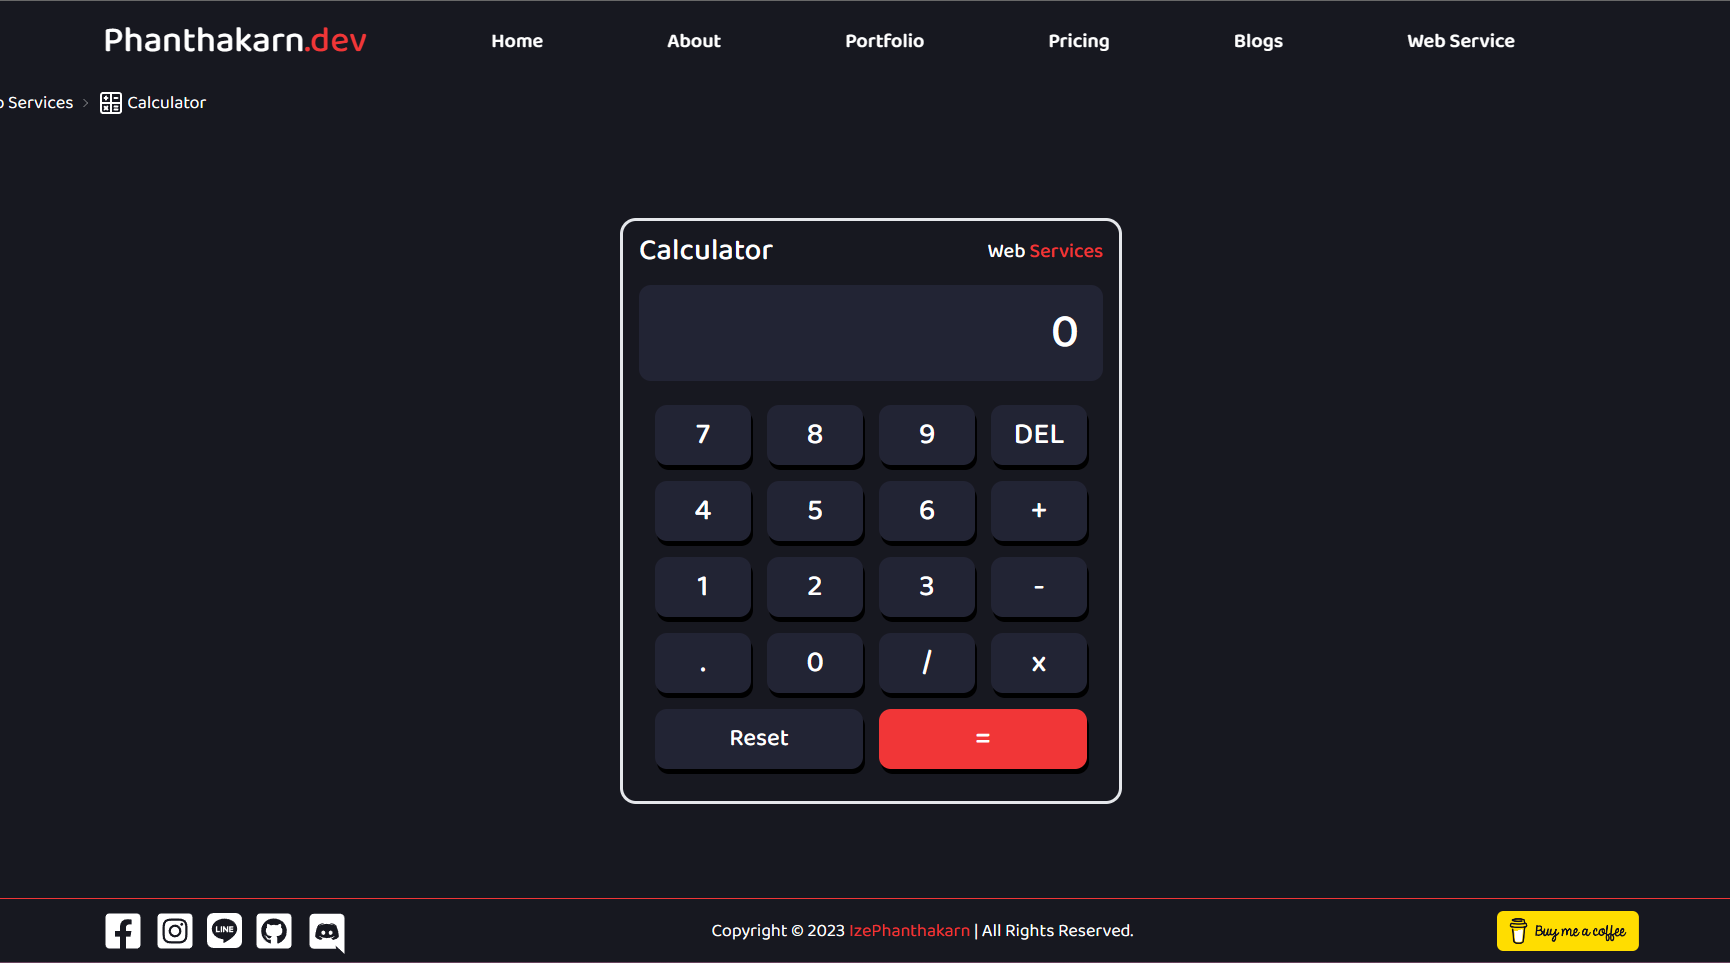 Phanthakarn.dev Home About Portfolio Pricing Blogs Web Service
Services > Calculator
Calculator Web Services
0
7 8 9 DEL
4 5 6 +
1 2 3 -
. 0 / x
Reset =
LINE Copyright © 2023 IzePhanthakarn | All Rights Reserved. Buy me a coffee